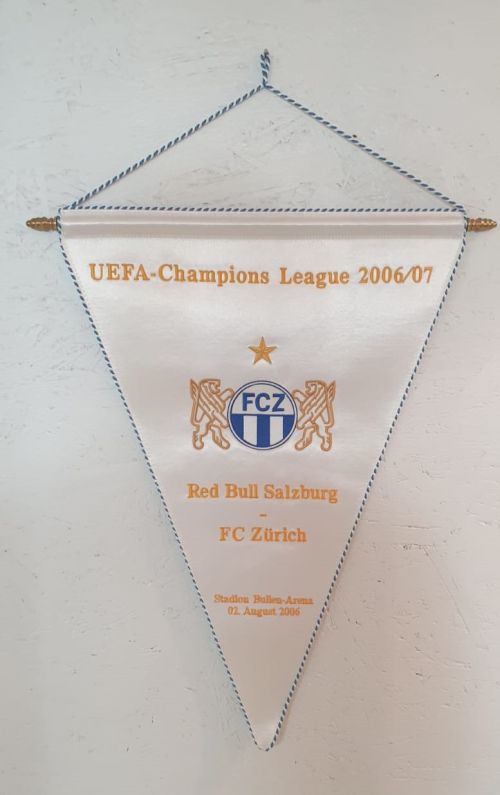 UEFA-Champions League 2006/07
FCZ
Red Bull Salzburg
-
FC Zürich
Stadion Bullen-Arena
02. August 2006